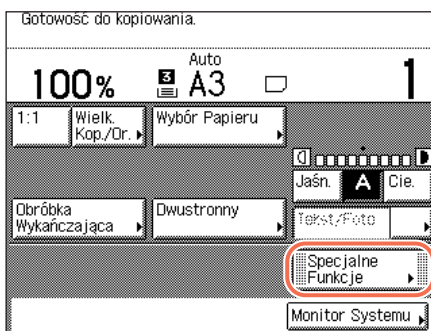 Gotowość do kopiowania.
Auto
100% 3 A3 1
1:1 Wielk. Kop./Or. Wybór Papieru
Jaśn. A Cie.
Obróbka Wykańczająca Dwustronny Tekst/Foto
Specjalne
Funkcje
Monitor Systemu